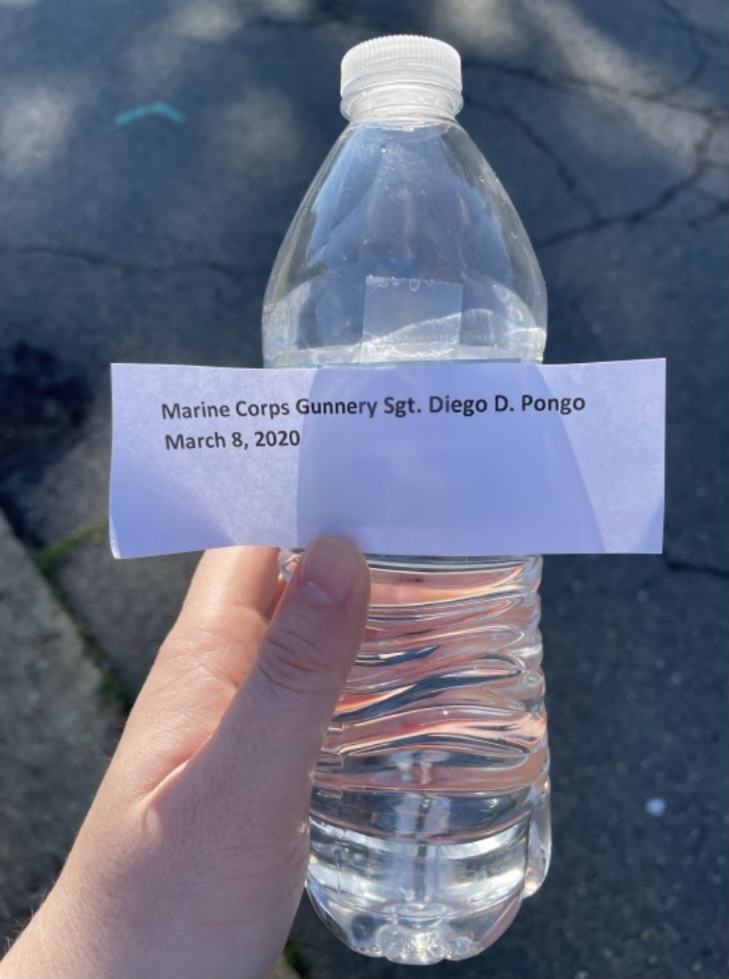 Marine Corps Gunnery Sgt. Diego D. Pongo
March 8, 2020